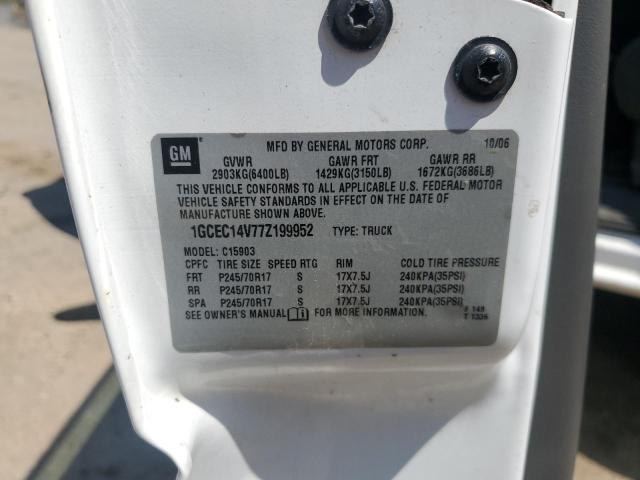 GM
MFD BY GENERAL MOTORS CORP. 10/06
GVWR GAWR FRT GAWR RR
2903KG(6400LB) 1429KG(3150LB) 1672KG(3686LB)
THIS VEHICLE CONFORMS TO ALL APPLICABLE U.S. FEDERAL MOTOR
VEHICLE SAFETY STANDARDS IN EFFECT ON THE DATE OF
MANUFACTURE SHOWN ABOVE.
1GCEC14V77Z199952 TYPE: TRUCK
MODEL: C15903
CPFC TIRE SIZE SPEED RTG RIM COLD TIRE PRESSURE
FRT P245/70R17 S 17X7.5J 240KPA(35PSI)
RR P245/70R17 S 17X7.5J 240KPA(35PSI)
SPA P245/70R17 S 17X7.5J 240KPA(35PSI)
SEE OWNER'S MANUAL FOR MORE INFORMATION.
149
T 1336